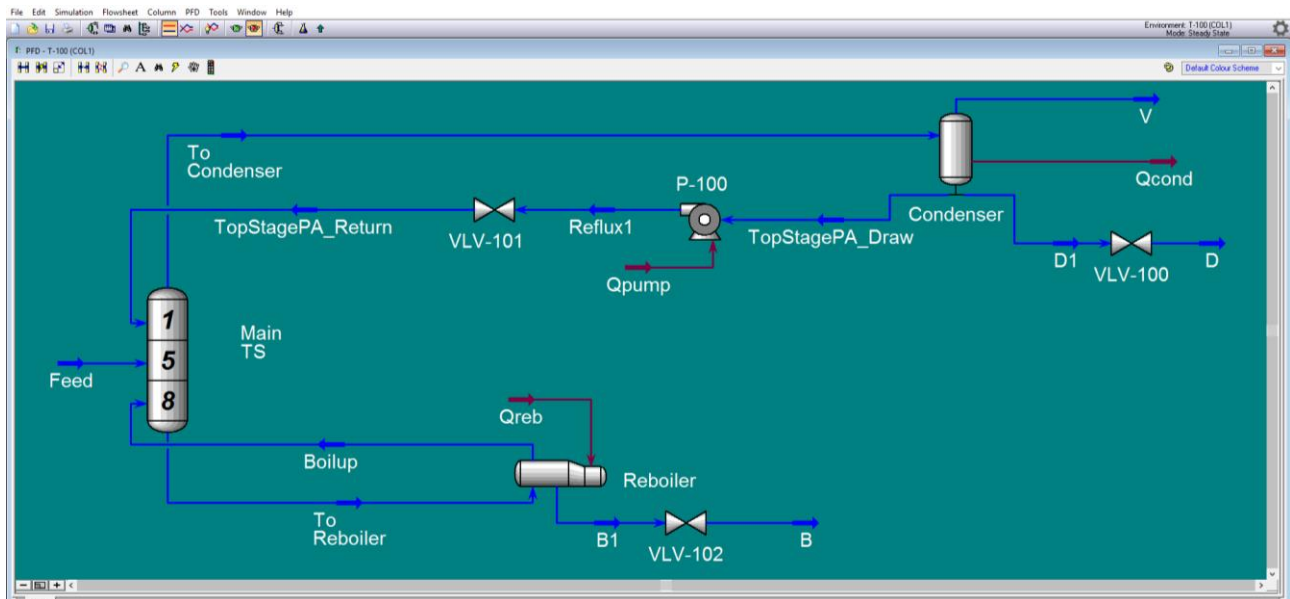 File Edit Simulation Flowsheet Column PFD Tools Window Help
Environment: T-100 (COL1)
Mode: Steady State
PFD - T-100 (COL1)
A
Default Colour Scheme
V
To
Condenser
Qcond
P-100
TopStagePA_Return
VLV-101
Reflux1
TopStagePA_Draw
Condenser
D1
VLV-100
D
Qpump
1
Main
TS
5
Feed
8
Qreb
Boilup
Reboiler
To
Reboiler
B1
VLV-102
B